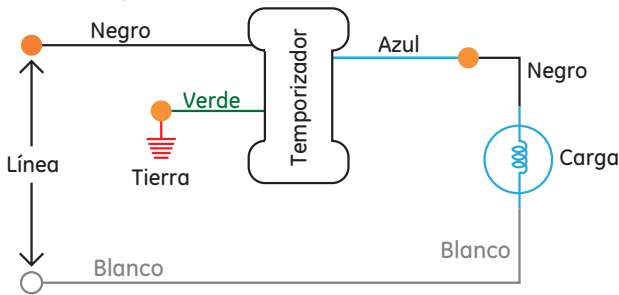 Negro
Azul
Negro
Verde
Temporizador
Línea
Tierra
Carga
Blanco
Blanco